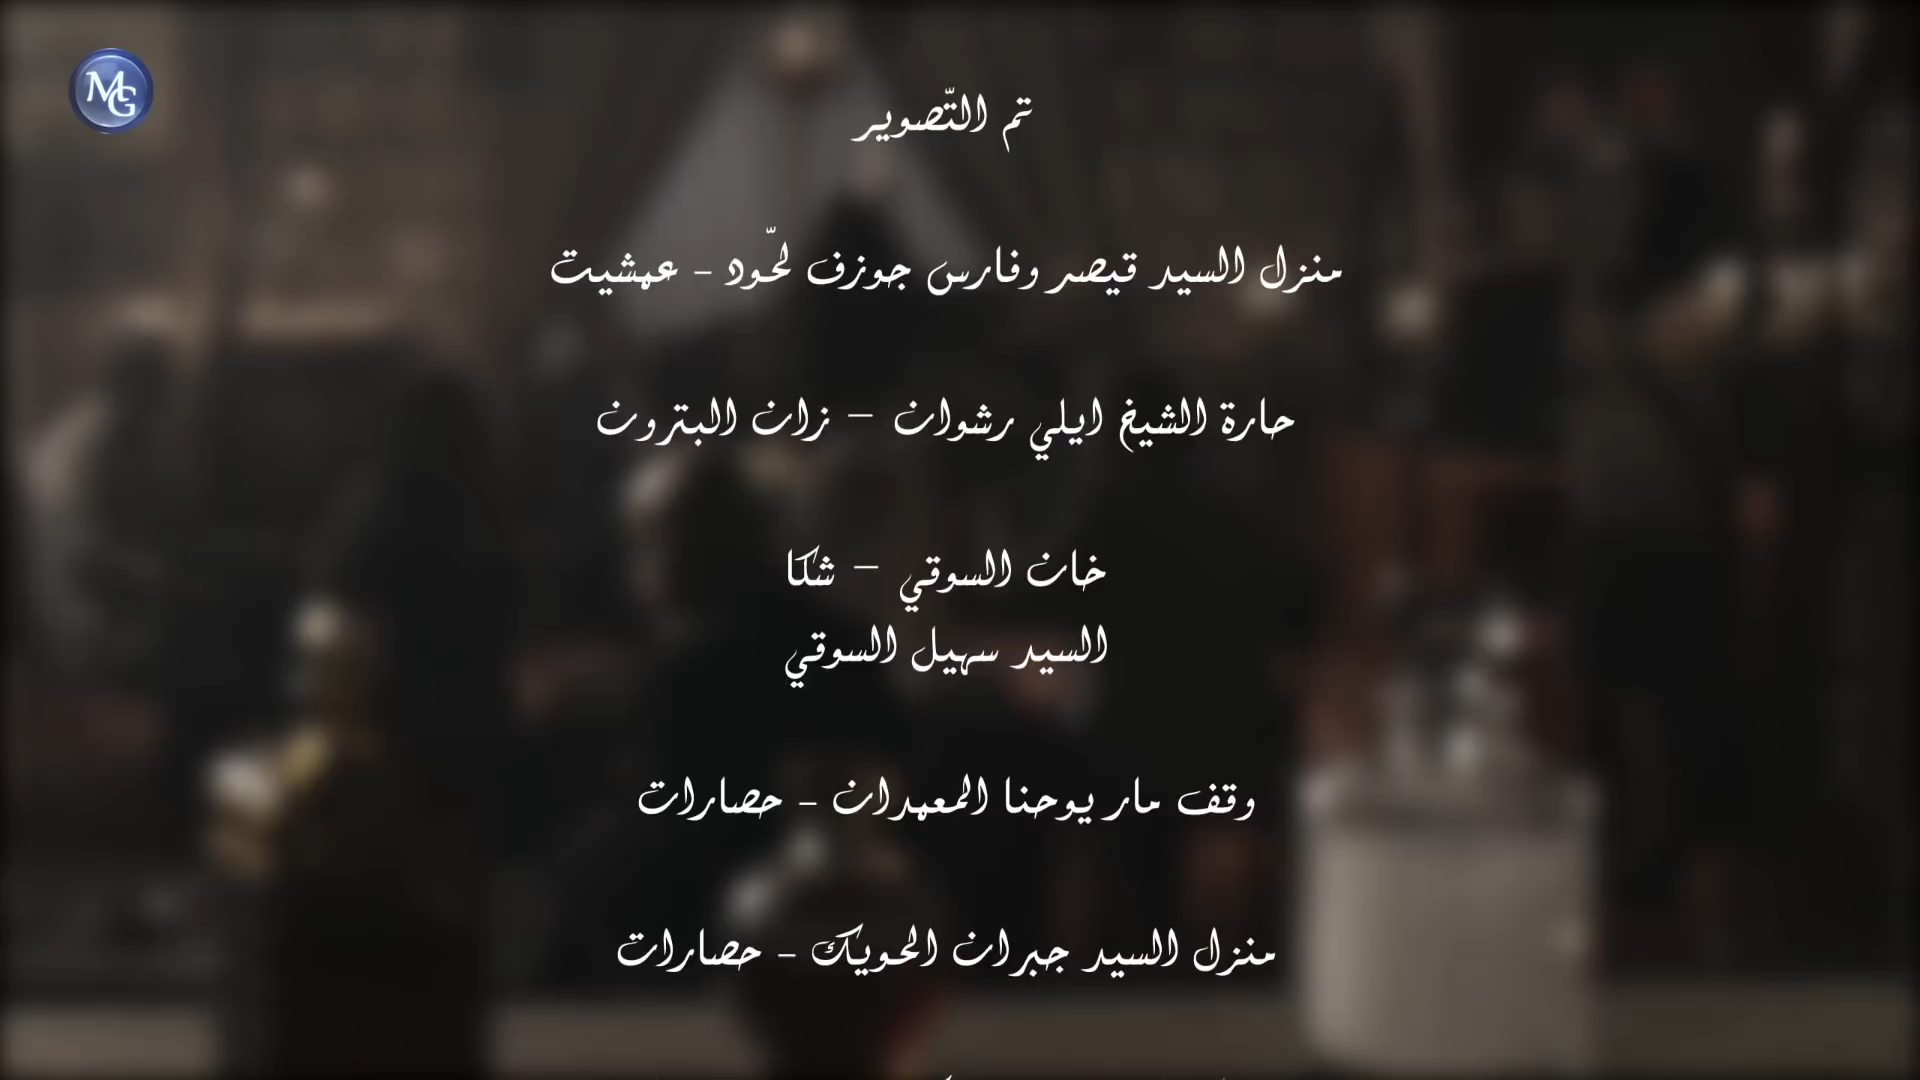 MG
تم التّصوير
منزل السيد قيصر وفارس جوزف لحّود - عمشيت
حارة الشيخ ايلي رشوان – زان البترون
خان السوقي – شكا
السيد سهيل السوقي
وقف مار يوحنا المعمدان - حصارات
منزل السيد جبران الحويك - حصارات